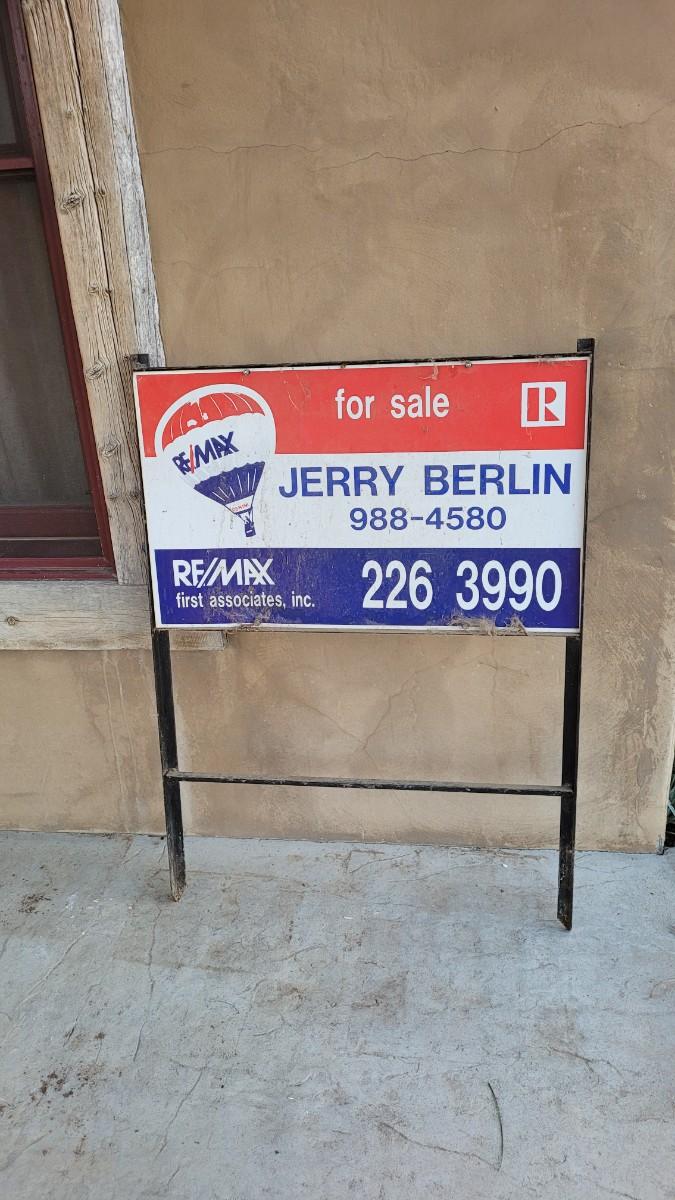 for sale
R
RE/MAX
JERRY BERLIN
988-4580
RE/MAX
first associates, inc.
226 3990